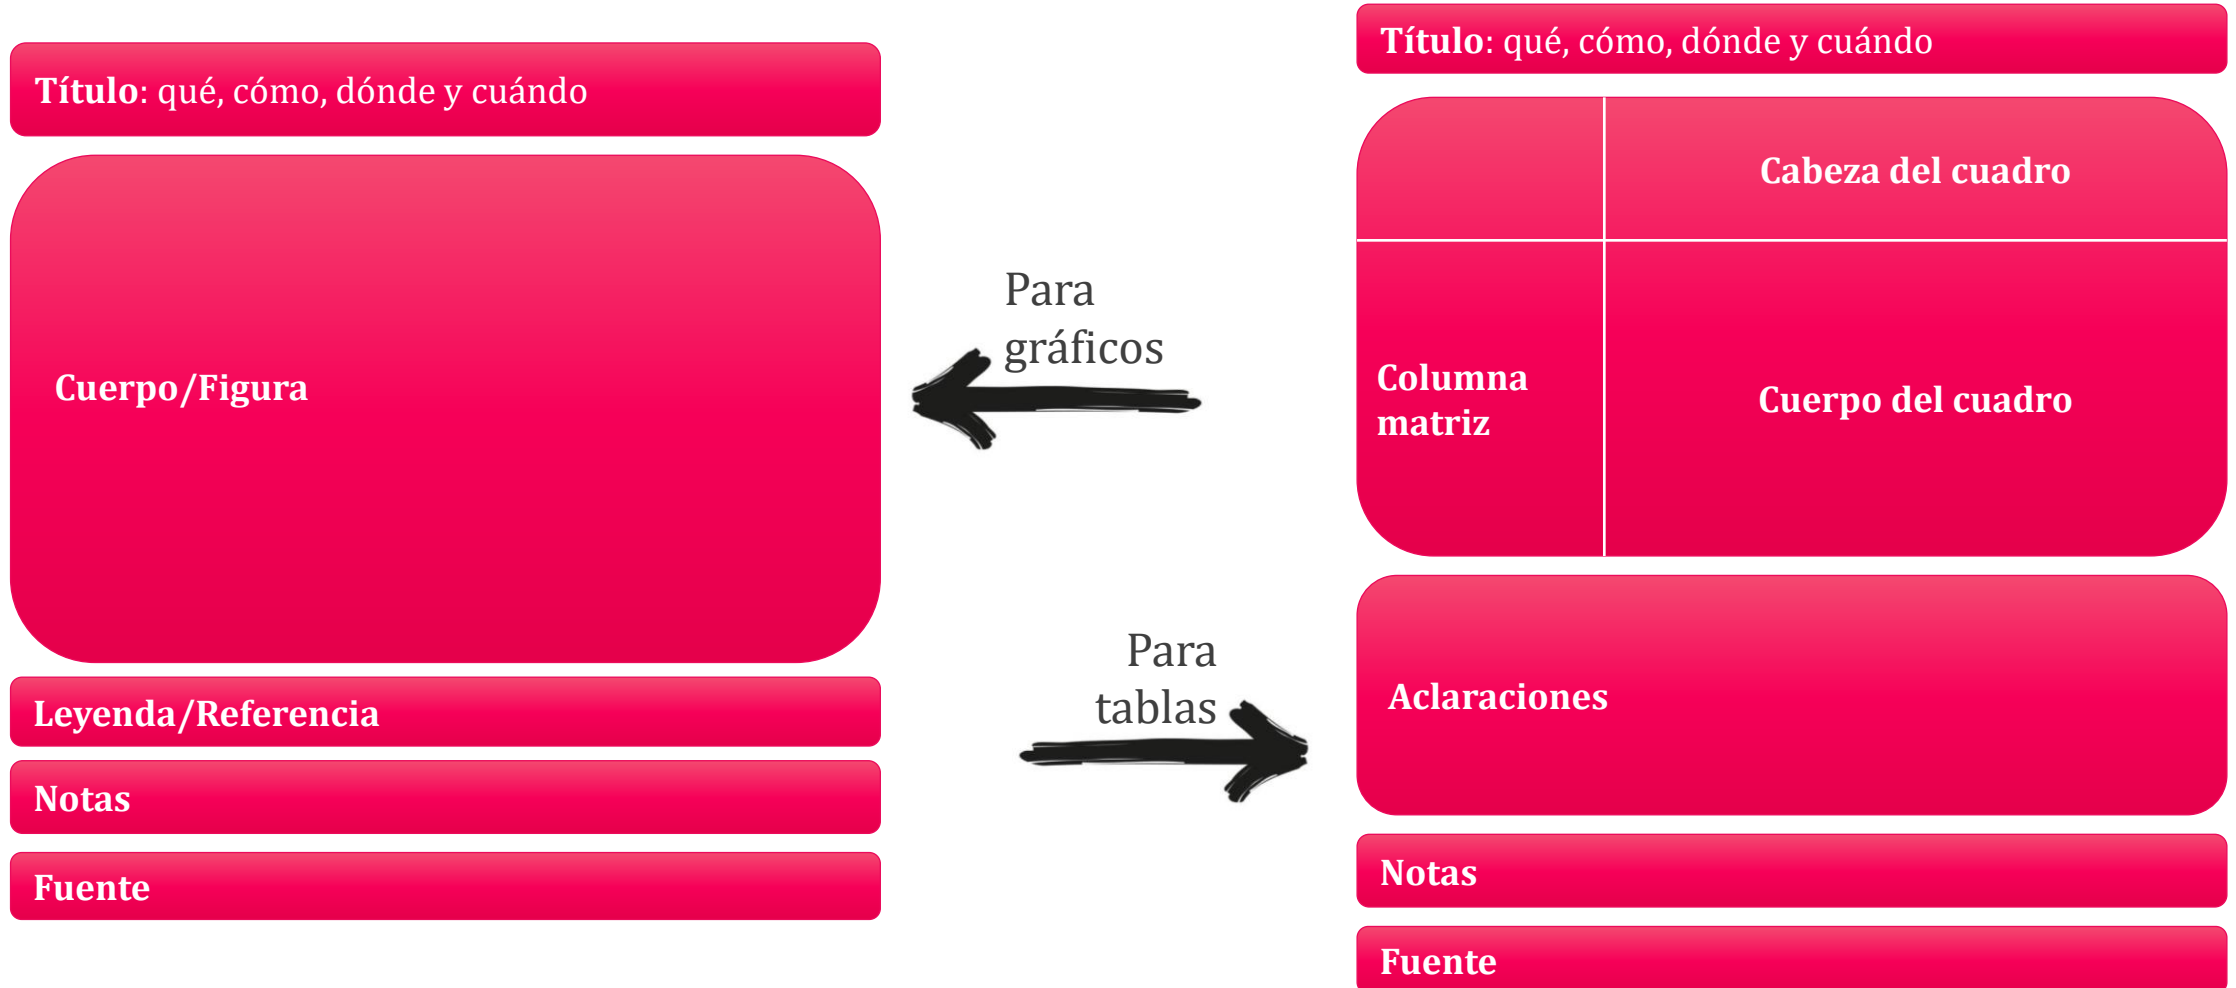 Título: qué, cómo, dónde y cuándo
Cuerpo/Figura
Leyenda/Referencia
Notas
Fuente
Para
gráficos
Para
tablas
Título: qué, cómo, dónde y cuándo
Cabeza del cuadro
Columna
matriz
Cuerpo del cuadro
Aclaraciones
Notas
Fuente